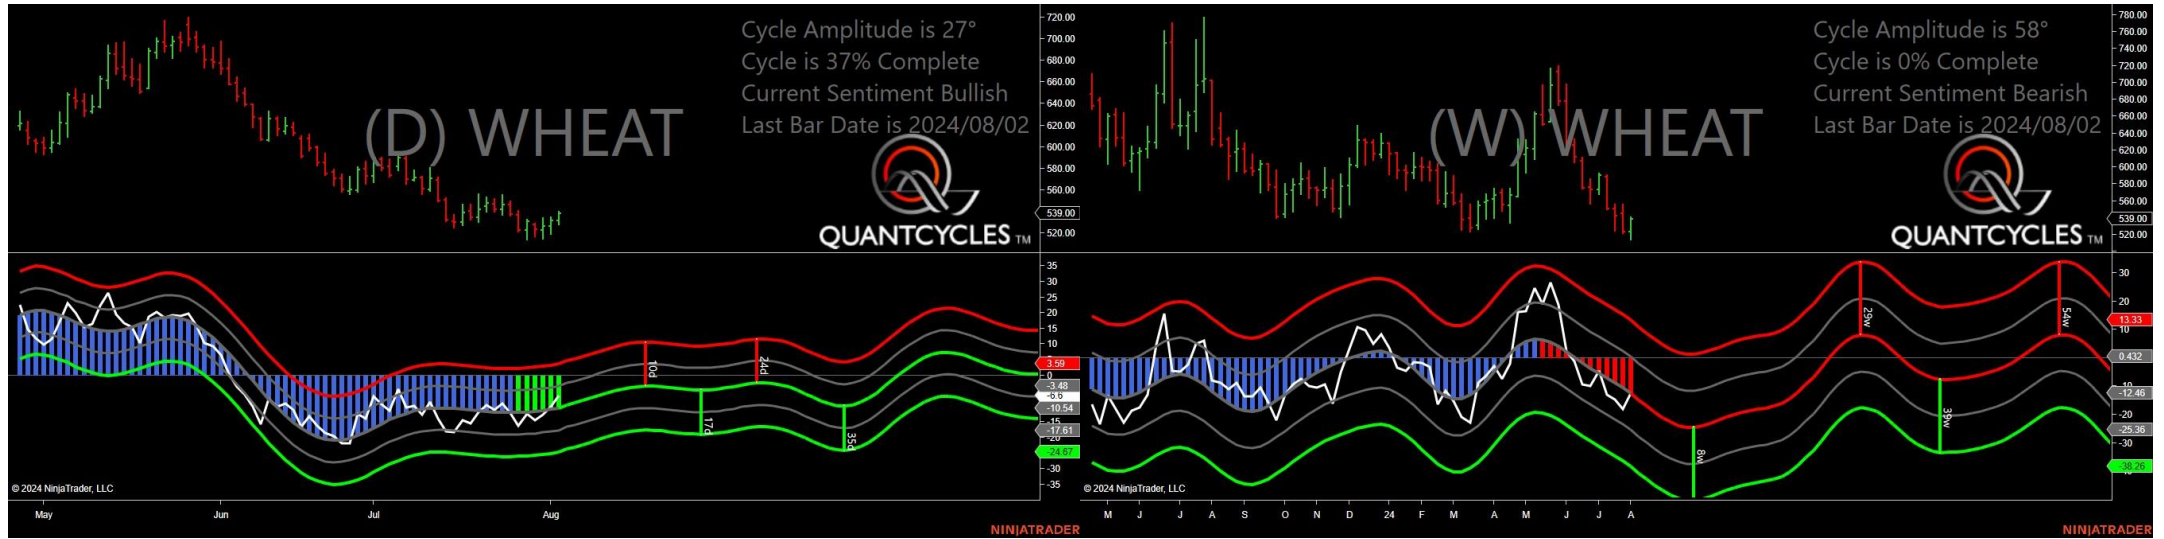 Cycle Amplitude is 27°
Cycle is 37% Complete
Current Sentiment Bullish
Last Bar Date is 2024/08/02
(D) WHEAT
QUANTCYCLES TM
720.00
700.00
680.00
660.00
640.00
620.00
600.00
580.00
560.00
539.00
520.00
35
30
25
20
15
10
3.59
0
-3.48
-6.6
-10.54
-17.61
-20
-24.67
-30
-35
10d
17d
24d
35d
© 2024 NinjaTrader, LLC
May Jun Jul Aug
NINJATRADER
Cycle Amplitude is 58°
Cycle is 0% Complete
Current Sentiment Bearish
Last Bar Date is 2024/08/02
(W) WHEAT
QUANTCYCLES TM
780.00
760.00
740.00
720.00
700.00
680.00
660.00
640.00
620.00
600.00
580.00
560.00
539.00
520.00
30
20
13.33
10
0.432
-10
-12.46
-20
-25.36
-30
-38.26
8w
29w
39w
54w
© 2024 NinjaTrader, LLC
M J J A S O N D 24 F M A M J J A
NINJATRADER